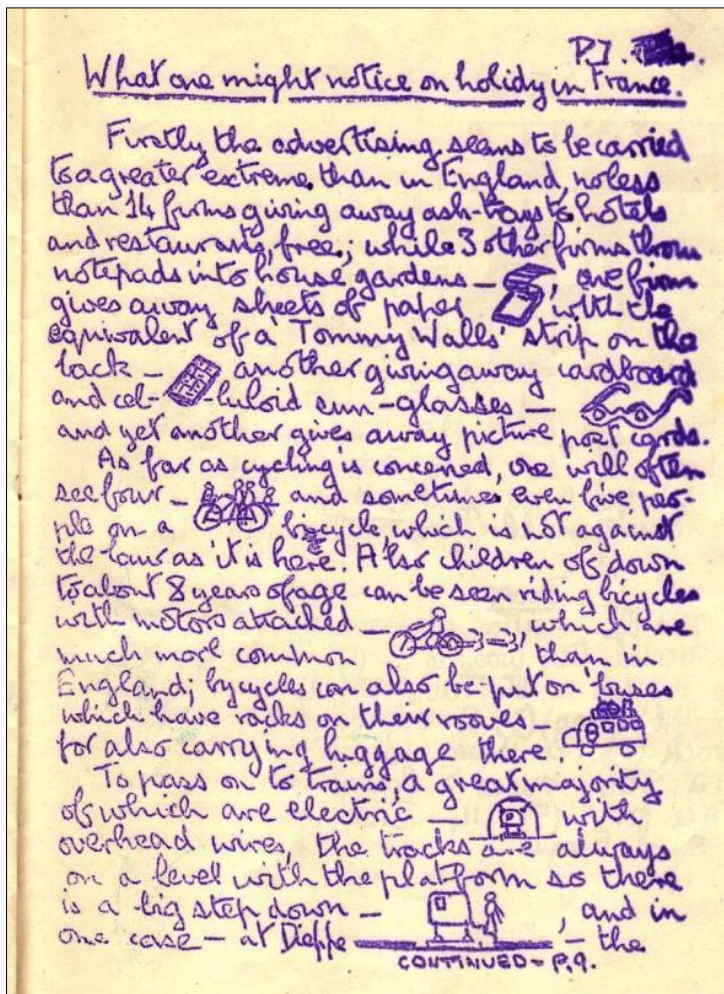 P7.
What one might notice on holidy in France.
Firstly the advertising seems to be carried
to a greater extreme than in England, no less
than 14 firms giving away ash-trays to hotels
and restaurants, free; while 3 other firms throw
notepads into house gardens — , one firm
gives away sheets of paper with the
equivalent of a 'Tommy Walls' strip on the
back — another giving away cardboard
and cel- -luloid sun-glasses —
and yet another gives away picture post cards.
As far as cycling is concerned, one will often
see four — and sometimes even five, peo-
ple on a bicycle, which is not against
the law as it is here. Also children of down
to about 8 years of age can be seen riding bicycles
with motors attached — , which are
much more common , than in
England; bycycles can also be put on buses
which have racks on their rooves
for also carrying luggage there.
To pass on to trains, a great majority
of which are electric — with
overhead wires, the tracks are always
on a level with the platform so there
is a big step down — , and in
one case — at Dieppe — the
CONTINUED - P.9.